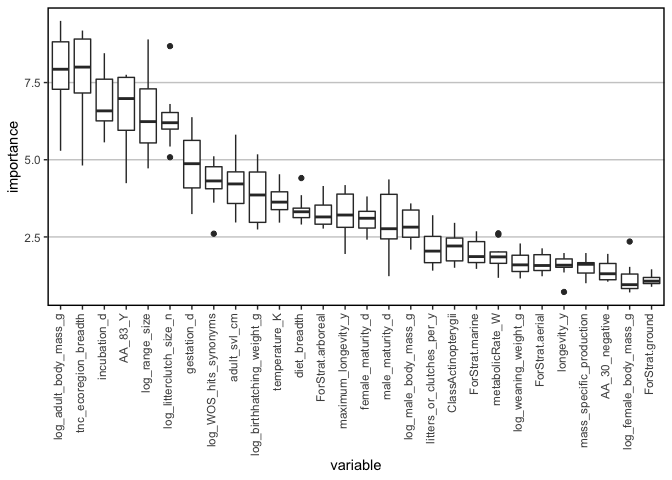 importance
7.5
5.0
2.5
log_adult_body_mass_g
tnc_ecoregion_breadth
incubation_d
AA_83_Y
log_range_size
log_litterclutch_size_n
gestation_d
log_WOS_hits_synonyms
adult_svl_cm
log_birthhatching_weight_g
temperature_K
diet_breadth
ForStrat.arboreal
maximum_longevity_y
female_maturity_d
male_maturity_d
log_male_body_mass_g
litters_or_clutches_per_y
ClassActinopterygii
ForStrat.marine
metabolicRate_W
log_weaning_weight_g
ForStrat.aerial
longevity_y
mass_specific_production
AA_30_negative
log_female_body_mass_g
ForStrat.ground
variable